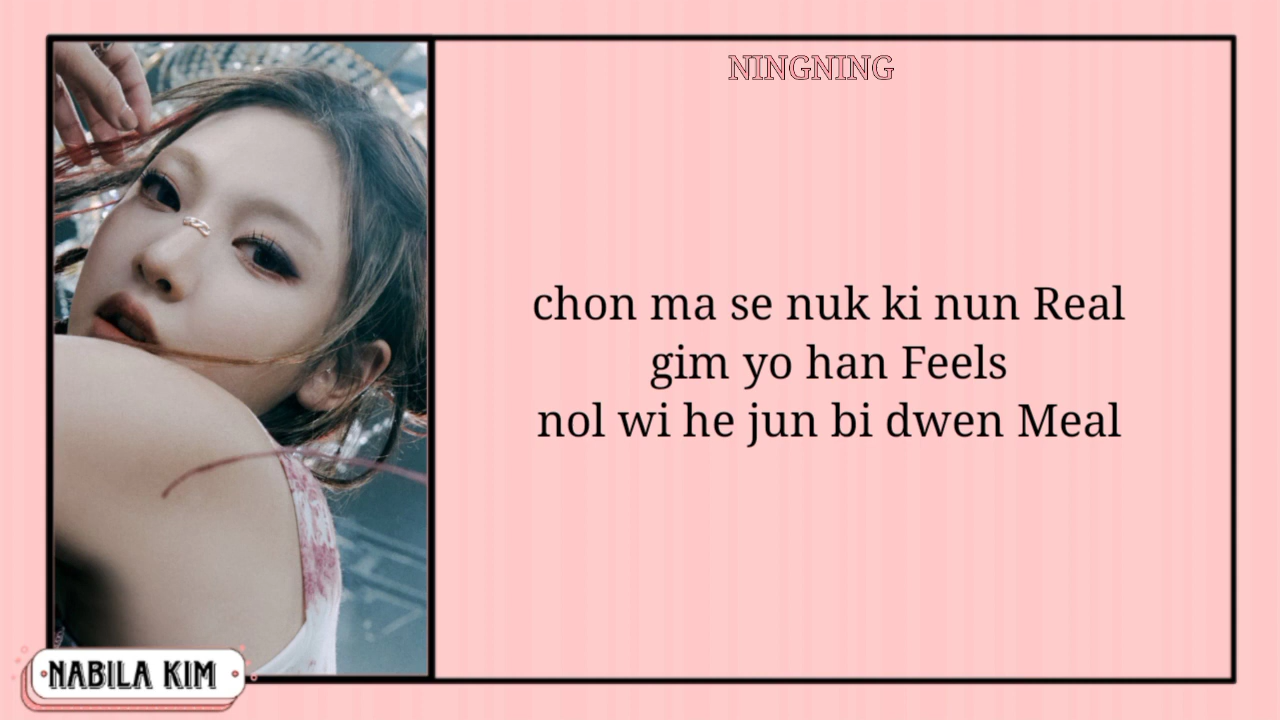 NINGNING
chon ma se nuk ki nun Real
gim yo han Feels
nol wi he jun bi dwen Meal
NABILA KIM